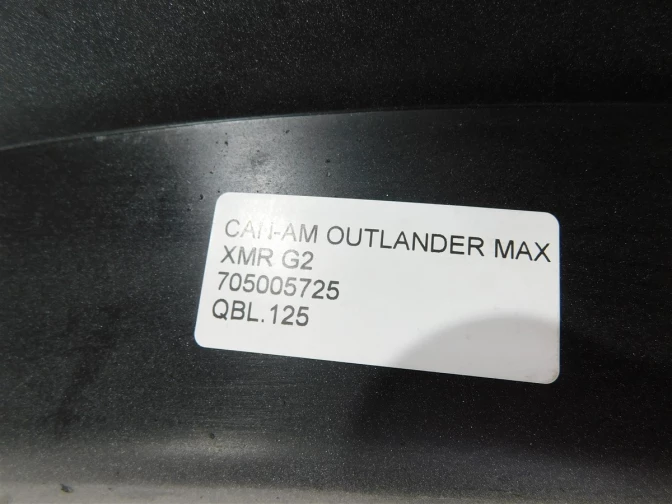 CAN-AM OUTLANDER MAX
XMR G2
705005725
QBL.125